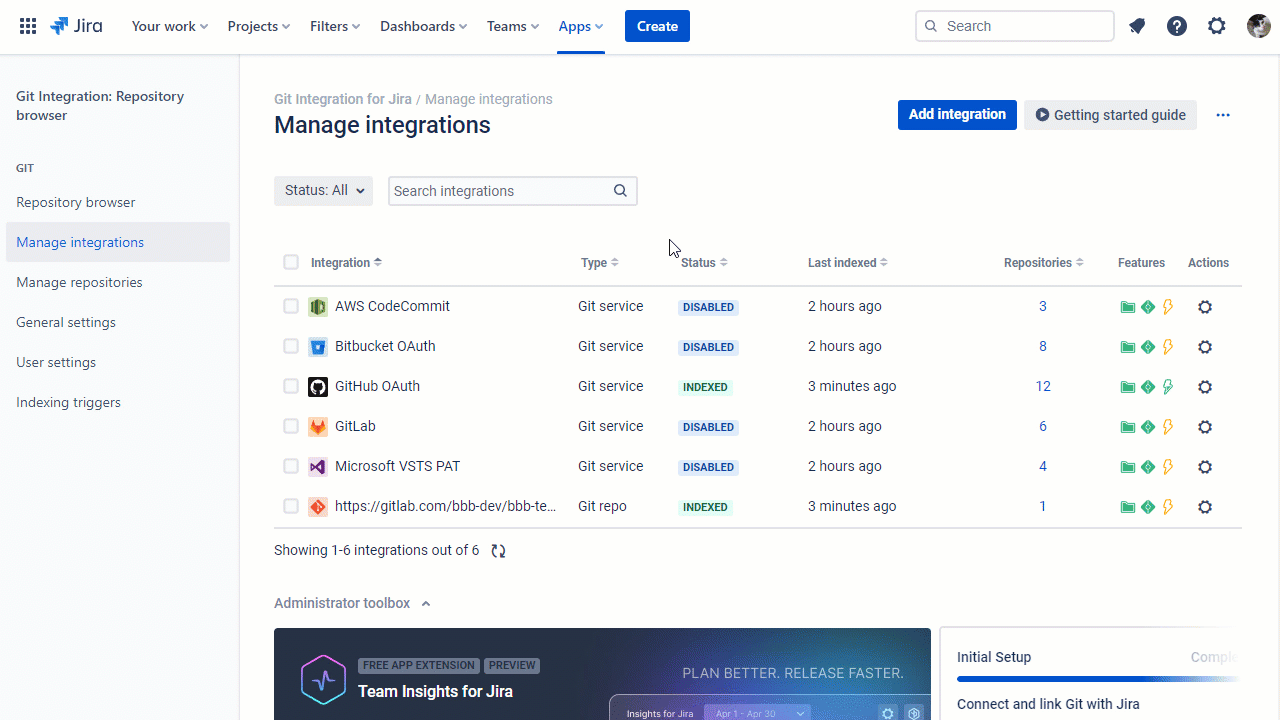 Jira Your work Projects Filters Dashboards Teams Apps Create Search
Git Integration: Repository
browser
GIT
Repository browser
Manage integrations
Manage repositories
General settings
User settings
Indexing triggers
Git Integration for Jira / Manage integrations
Manage integrations
Add integration Getting started guide
Status: All Search integrations
Integration Type Status Last indexed Repositories Features Actions
AWS CodeCommit Git service DISABLED 2 hours ago 3
Bitbucket OAuth Git service DISABLED 2 hours ago 8
GitHub OAuth Git service INDEXED 3 minutes ago 12
GitLab Git service DISABLED 2 hours ago 6
Microsoft VSTS PAT Git service DISABLED 2 hours ago 4
https://gitlab.com/bbb-dev/bbb-te... Git repo INDEXED 3 minutes ago 1
Showing 1-6 integrations out of 6
Administrator toolbox
FREE APP EXTENSION PREVIEW
Team Insights for Jira
PLAN BETTER. RELEASE FASTER.
Insights for Jira Apr 1 - Apr 30
Initial Setup Comple
Connect and link Git with Jira